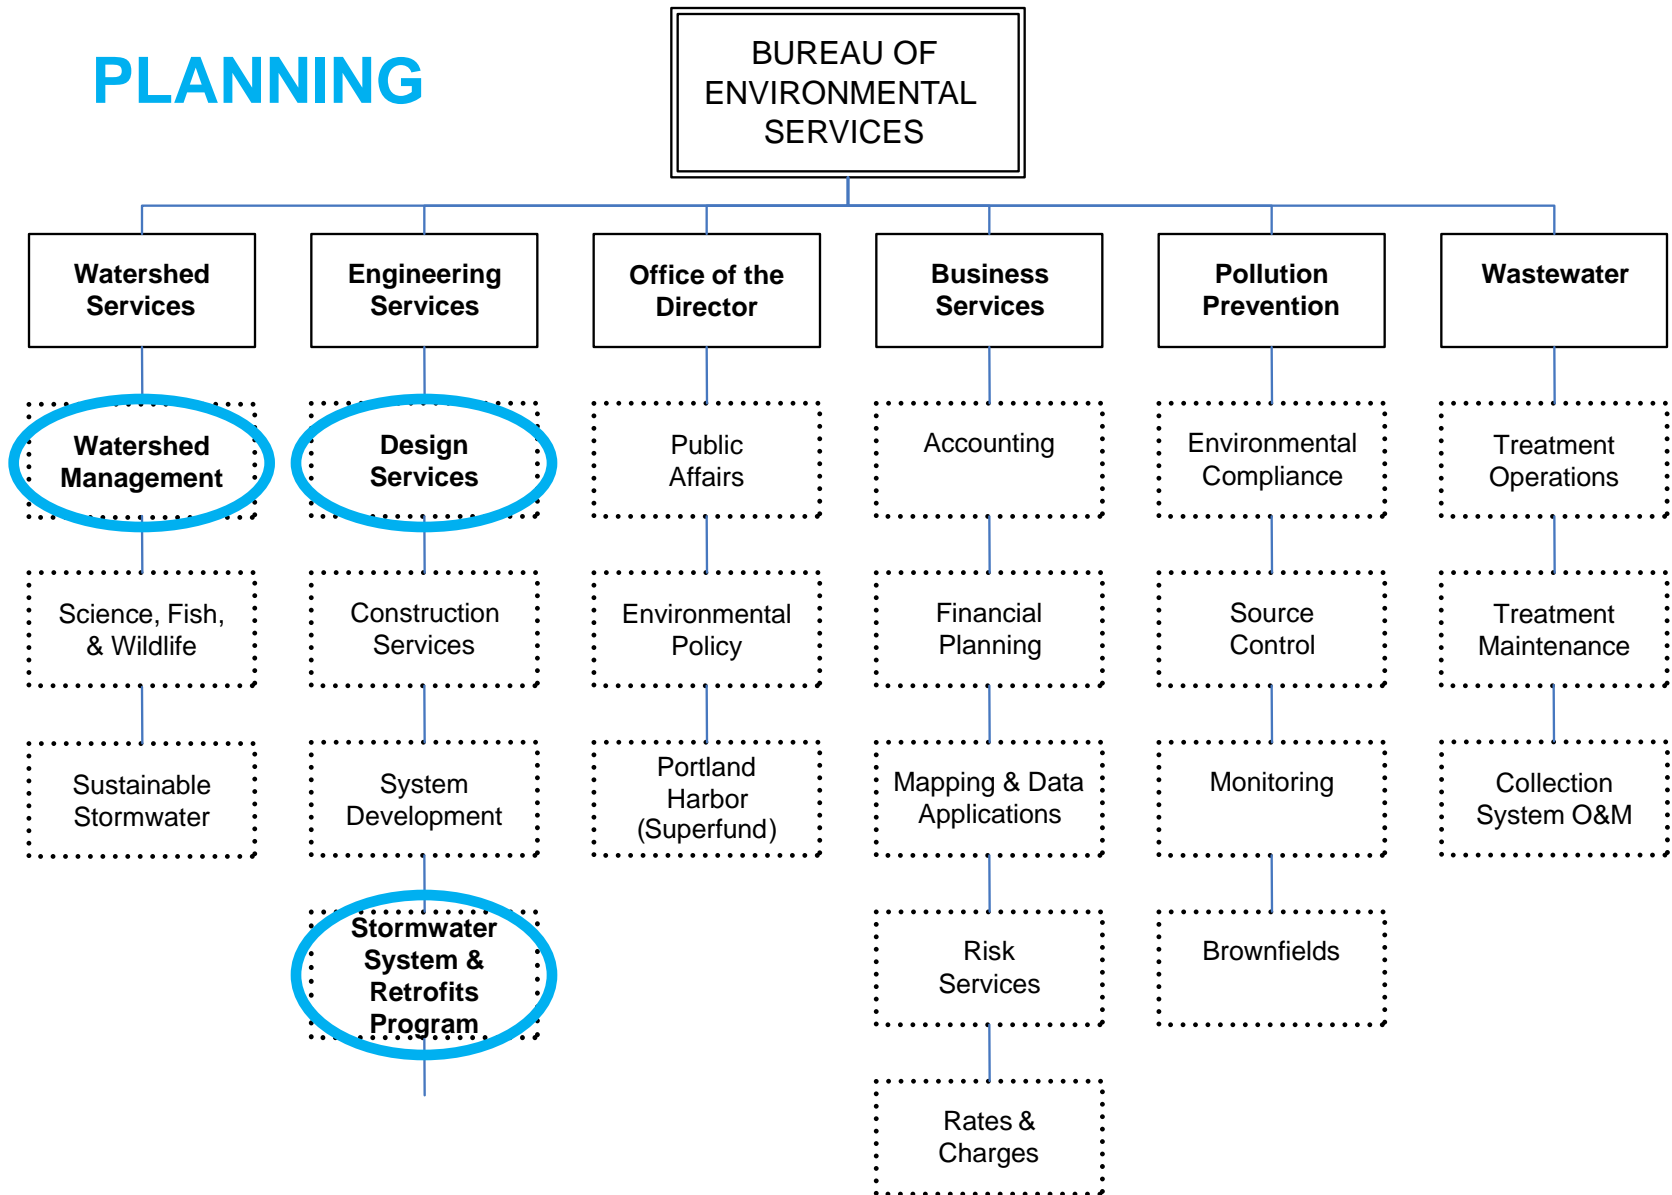 PLANNING
BUREAU OF
ENVIRONMENTAL
SERVICES
Watershed
Services
Engineering
Services
Office of the
Director
Business
Services
Pollution
Prevention
Wastewater
Watershed
Management
Design
Services
Public
Affairs
Accounting
Environmental
Compliance
Treatment
Operations
Science, Fish,
& Wildlife
Construction
Services
Environmental
Policy
Financial
Planning
Source
Control
Treatment
Maintenance
Sustainable
Stormwater
System
Development
Portland
Harbor
(Superfund)
Mapping & Data
Applications
Monitoring
Collection
System O&M
Stormwater
System &
Retrofits
Program
Risk
Services
Brownfields
Rates &
Charges